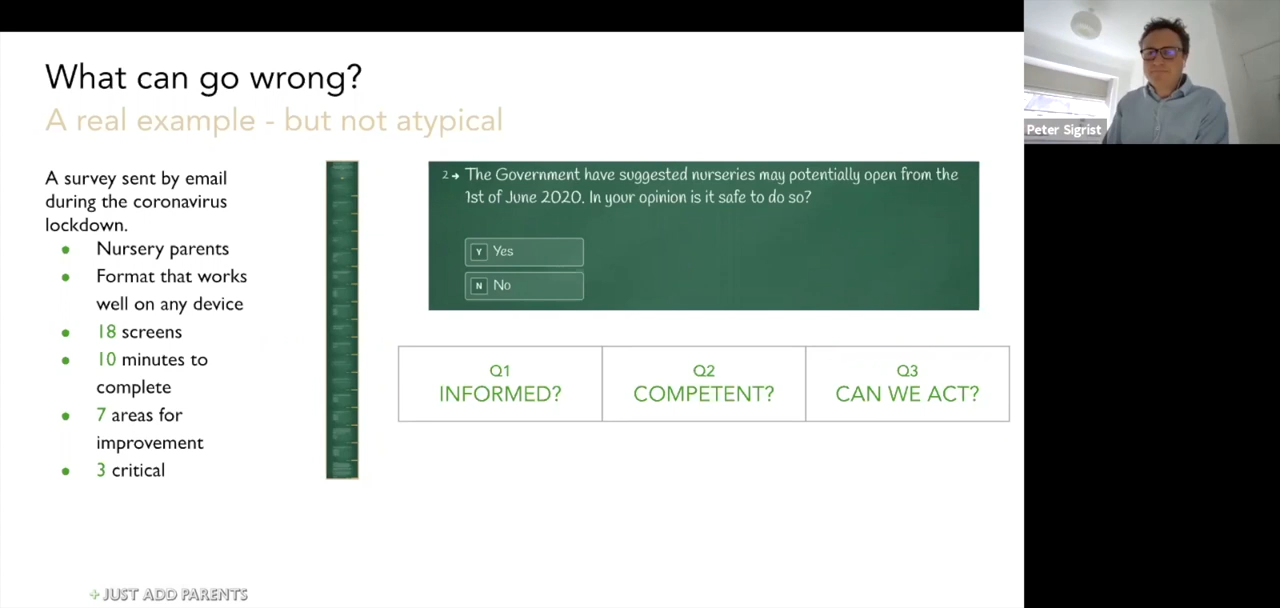 What can go wrong?
A real example - but not atypical
A survey sent by email
during the coronavirus
lockdown.
Nursery parents
Format that works
well on any device
18 screens
10 minutes to
complete
7 areas for
improvement
3 critical
2→ The Government have suggested nurseries may potentially open from the
1st of June 2020. In your opinion is it safe to do so?
Y Yes
N No
Q1
INFORMED?
Q2
COMPETENT?
Q3
CAN WE ACT?
+JUST ADD PARENTS
Peter Sigrist